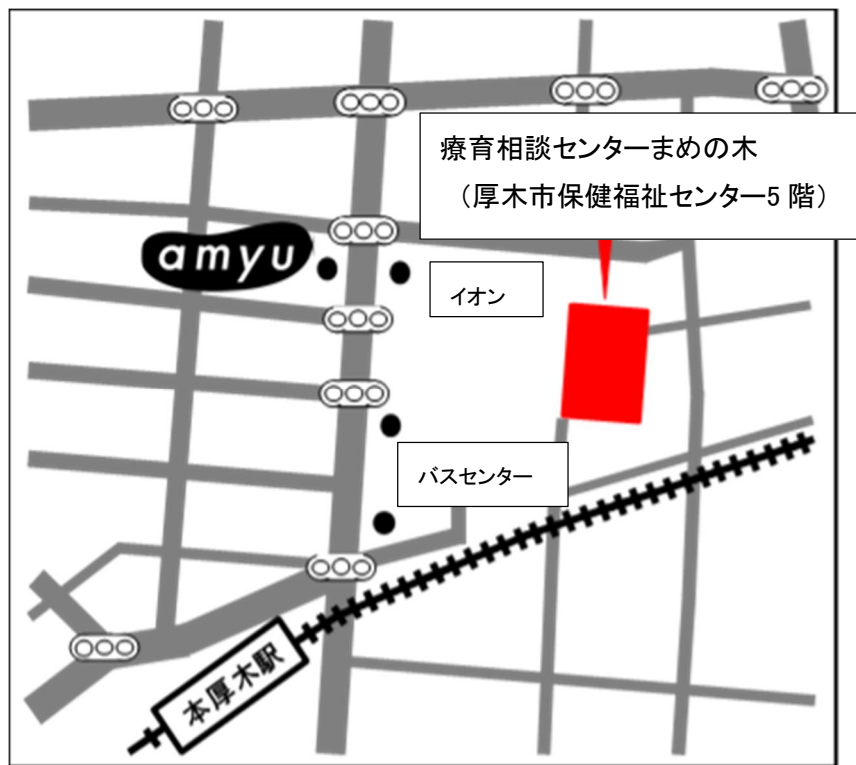 療育相談センターまめの木
（厚木市保健福祉センター5 階）
amyu
イオン
バスセンター
本厚木駅